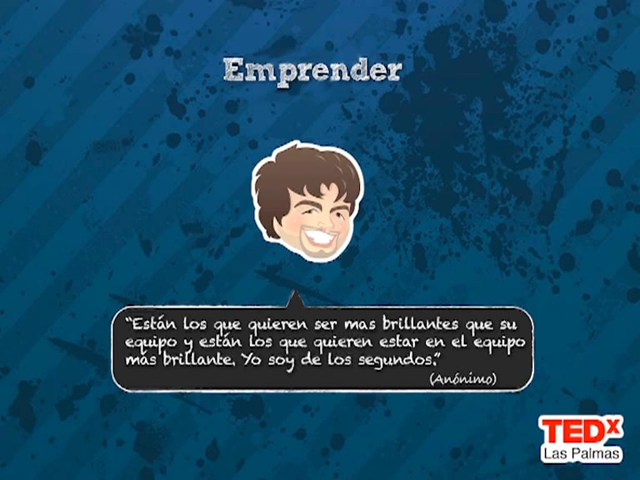 Emprender
"Están los que quieren ser mas brillantes que su
equipo y están los que quieren estar en el equipo
más brillante. Yo soy de los segundos."
(Anónimo)
TEDx
Las Palmas